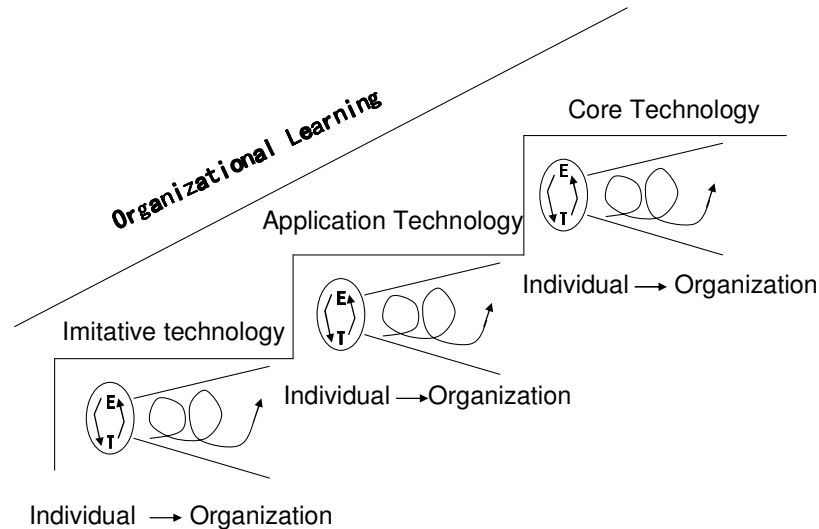 Organizational Learning
Core Technology
E
T
Individual → Organization
Application Technology
E
T
Individual → Organization
Imitative technology
E
T
Individual → Organization